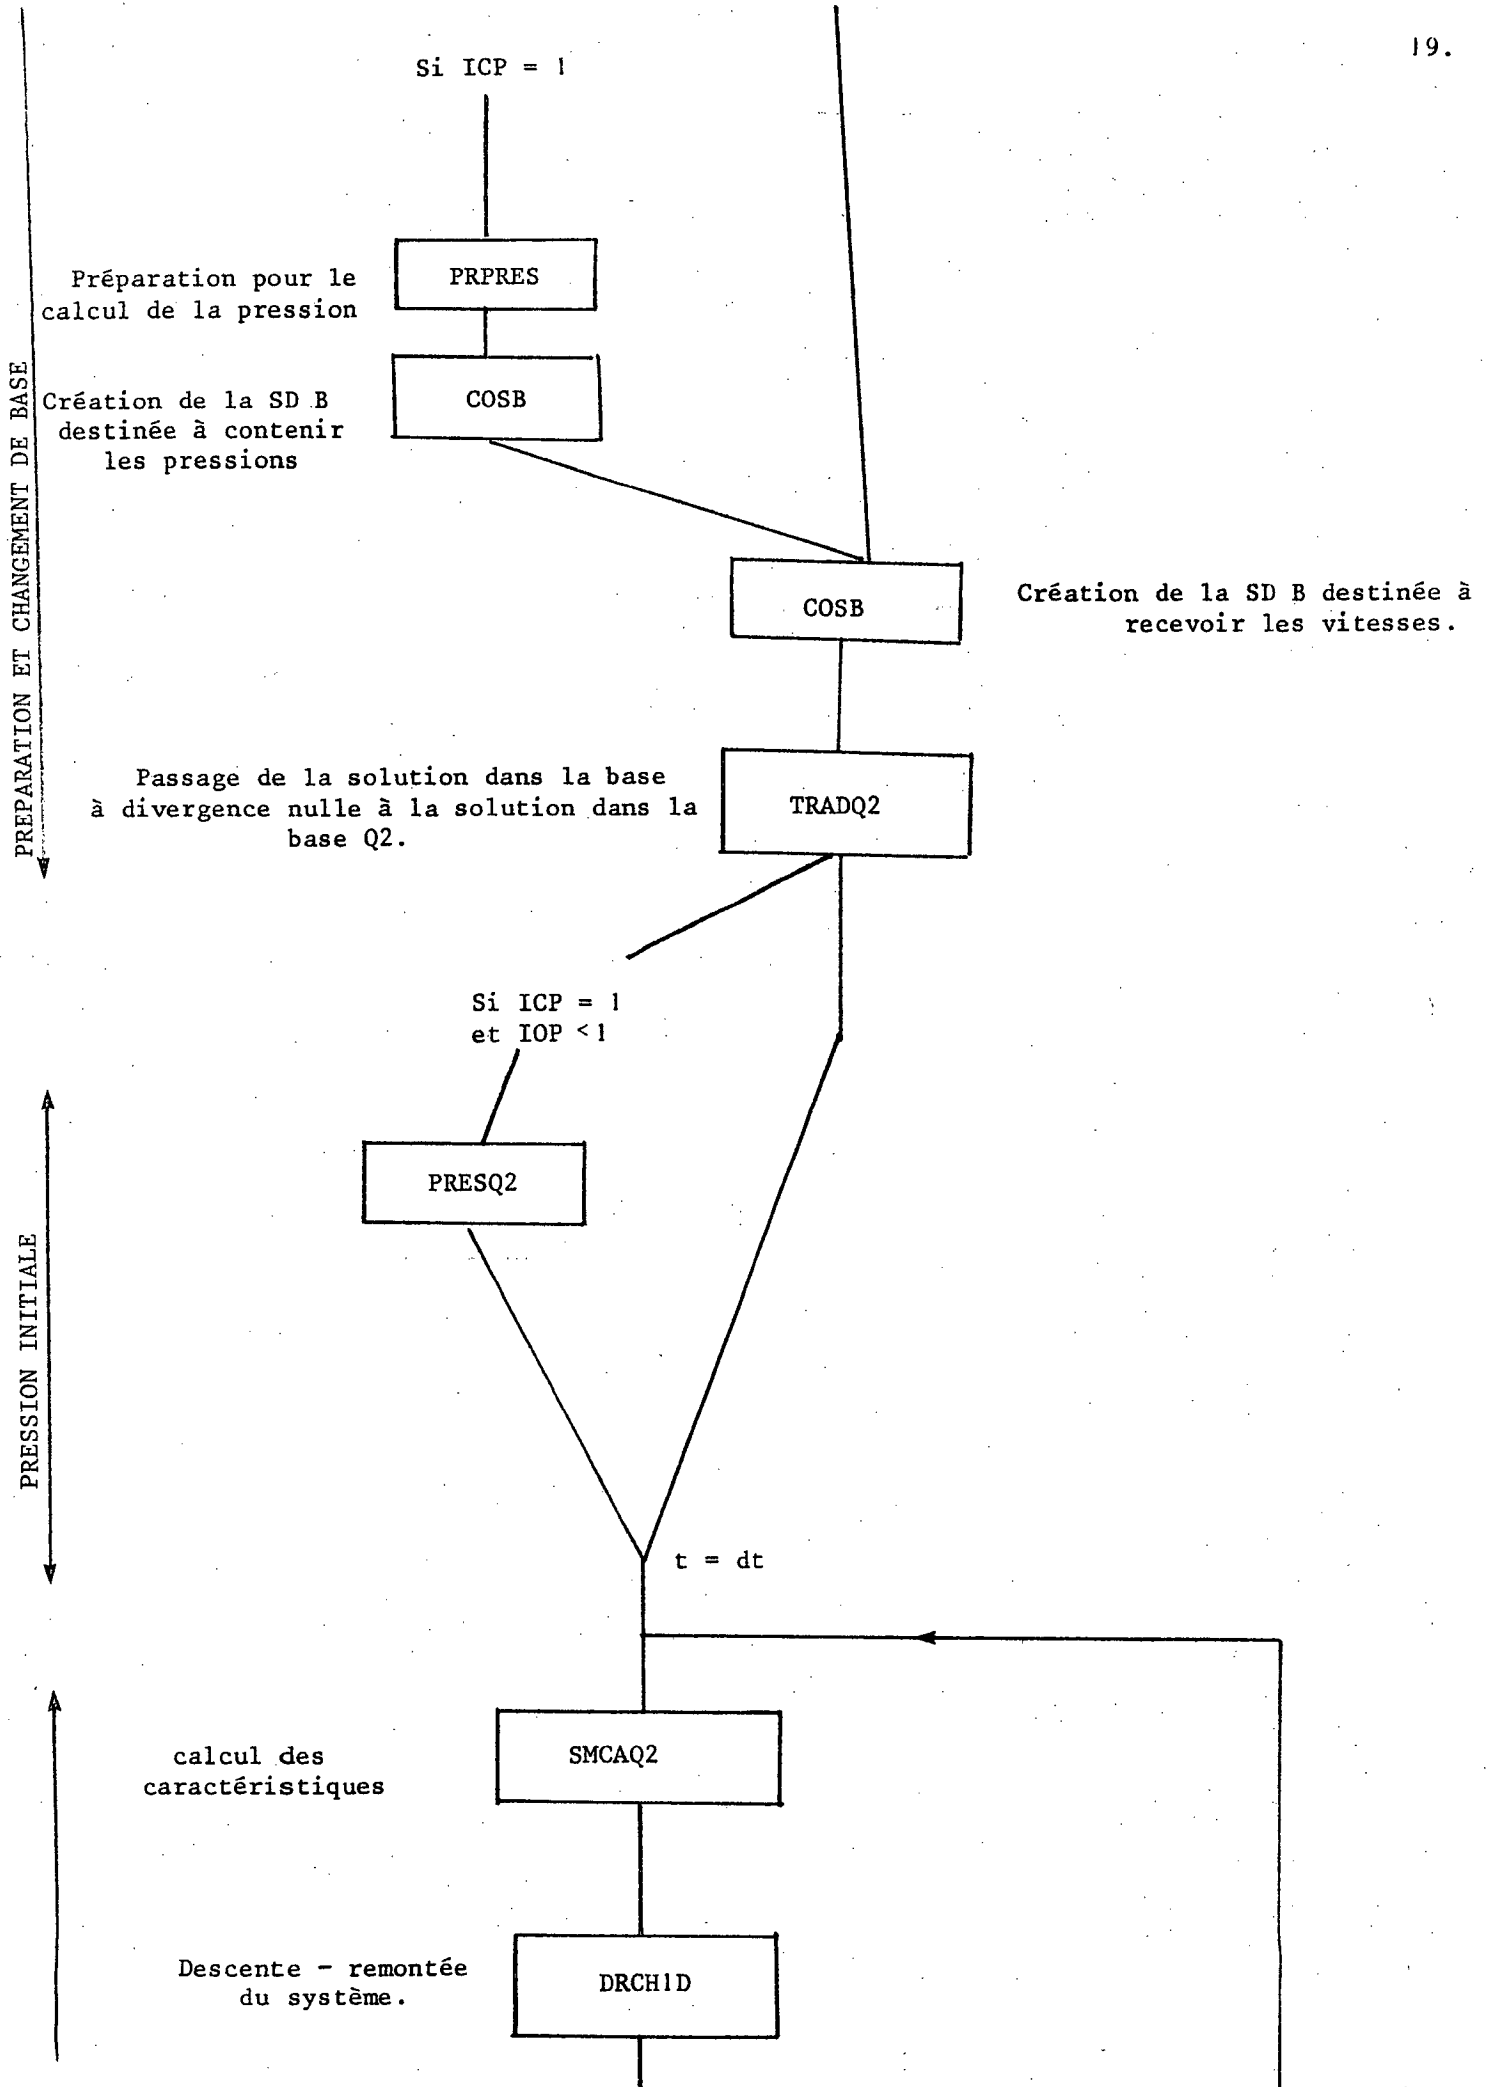 19.
Si ICP = 1
PRPRES
Préparation pour le
calcul de la pression
COSB
Création de la SD B
destinée à contenir
les pressions
PREPARATION ET CHANGEMENT DE BASE
COSB
Création de la SD B destinée à
recevoir les vitesses.
TRADQ2
Passage de la solution dans la base
à divergence nulle à la solution dans la
base Q2.
Si ICP = 1
et IOP < 1
PRESQ2
PRESSION INITIALE
t = dt
SMCAQ2
calcul des
caractéristiques
DRCH1D
Descente - remontée
du système.